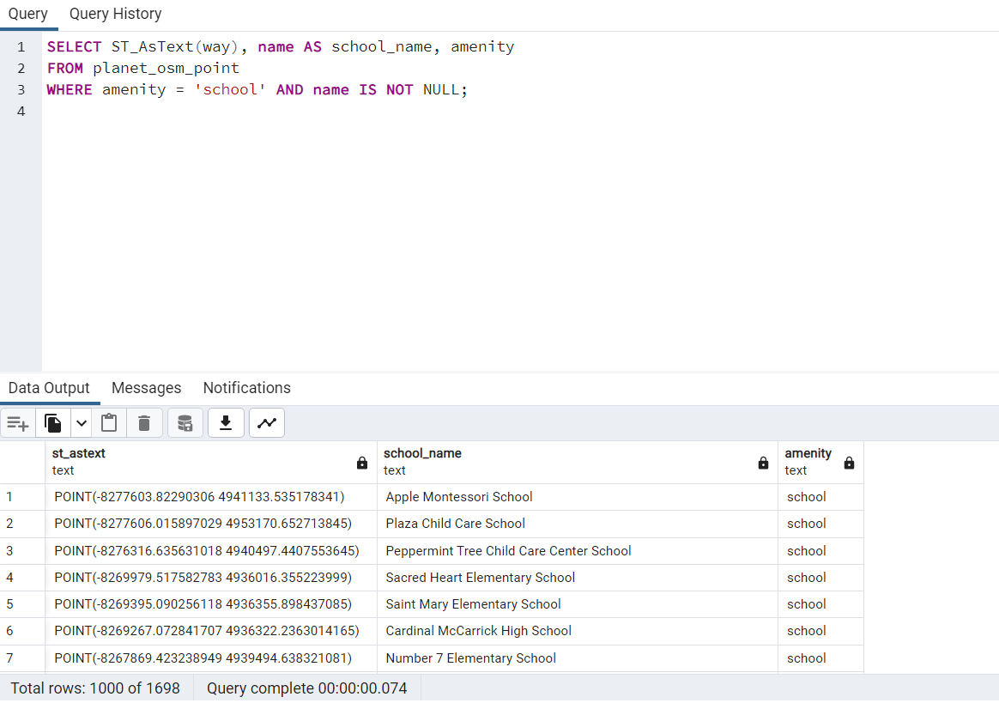 Query Query History
1 SELECT ST_AsText(way), name AS school_name, amenity
2 FROM planet_osm_point
3 WHERE amenity = 'school' AND name IS NOT NULL;
4
Data Output Messages Notifications
st_astext school_name amenity
text text text
1 POINT(-8277603.82290306 4941133.535178341) Apple Montessori School school
2 POINT(-8277606.015897029 4953170.652713845) Plaza Child Care School school
3 POINT(-8276316.635631018 4940497.4407553645) Peppermint Tree Child Care Center School school
4 POINT(-8269979.517582783 4936016.355223999) Sacred Heart Elementary School school
5 POINT(-8269395.090256118 4936355.898437085) Saint Mary Elementary School school
6 POINT(-8269267.072841707 4936322.2363014165) Cardinal McCarrick High School school
7 POINT(-8267869.423238949 4939494.638321081) Number 7 Elementary School school
Total rows: 1000 of 1698 Query complete 00:00:00.074